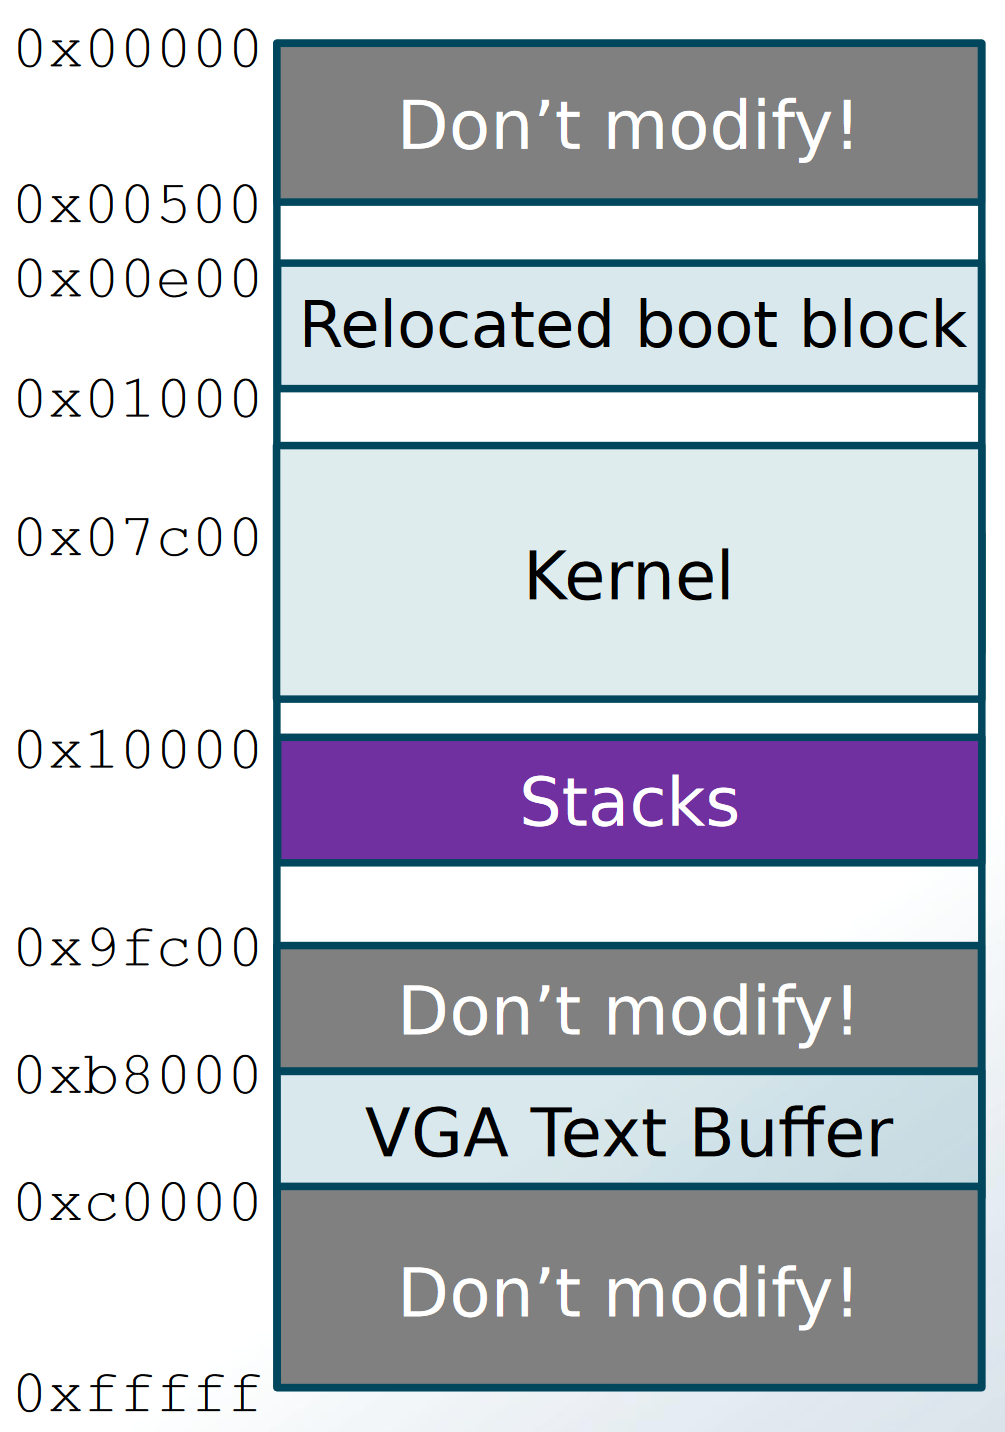 0x00000
Don’t modify!
0x00500
0x00e00
Relocated boot block
0x01000
0x07c00
Kernel
0x10000
Stacks
0x9fc00
Don’t modify!
0xb8000
VGA Text Buffer
0xc0000
Don’t modify!
0xfffff